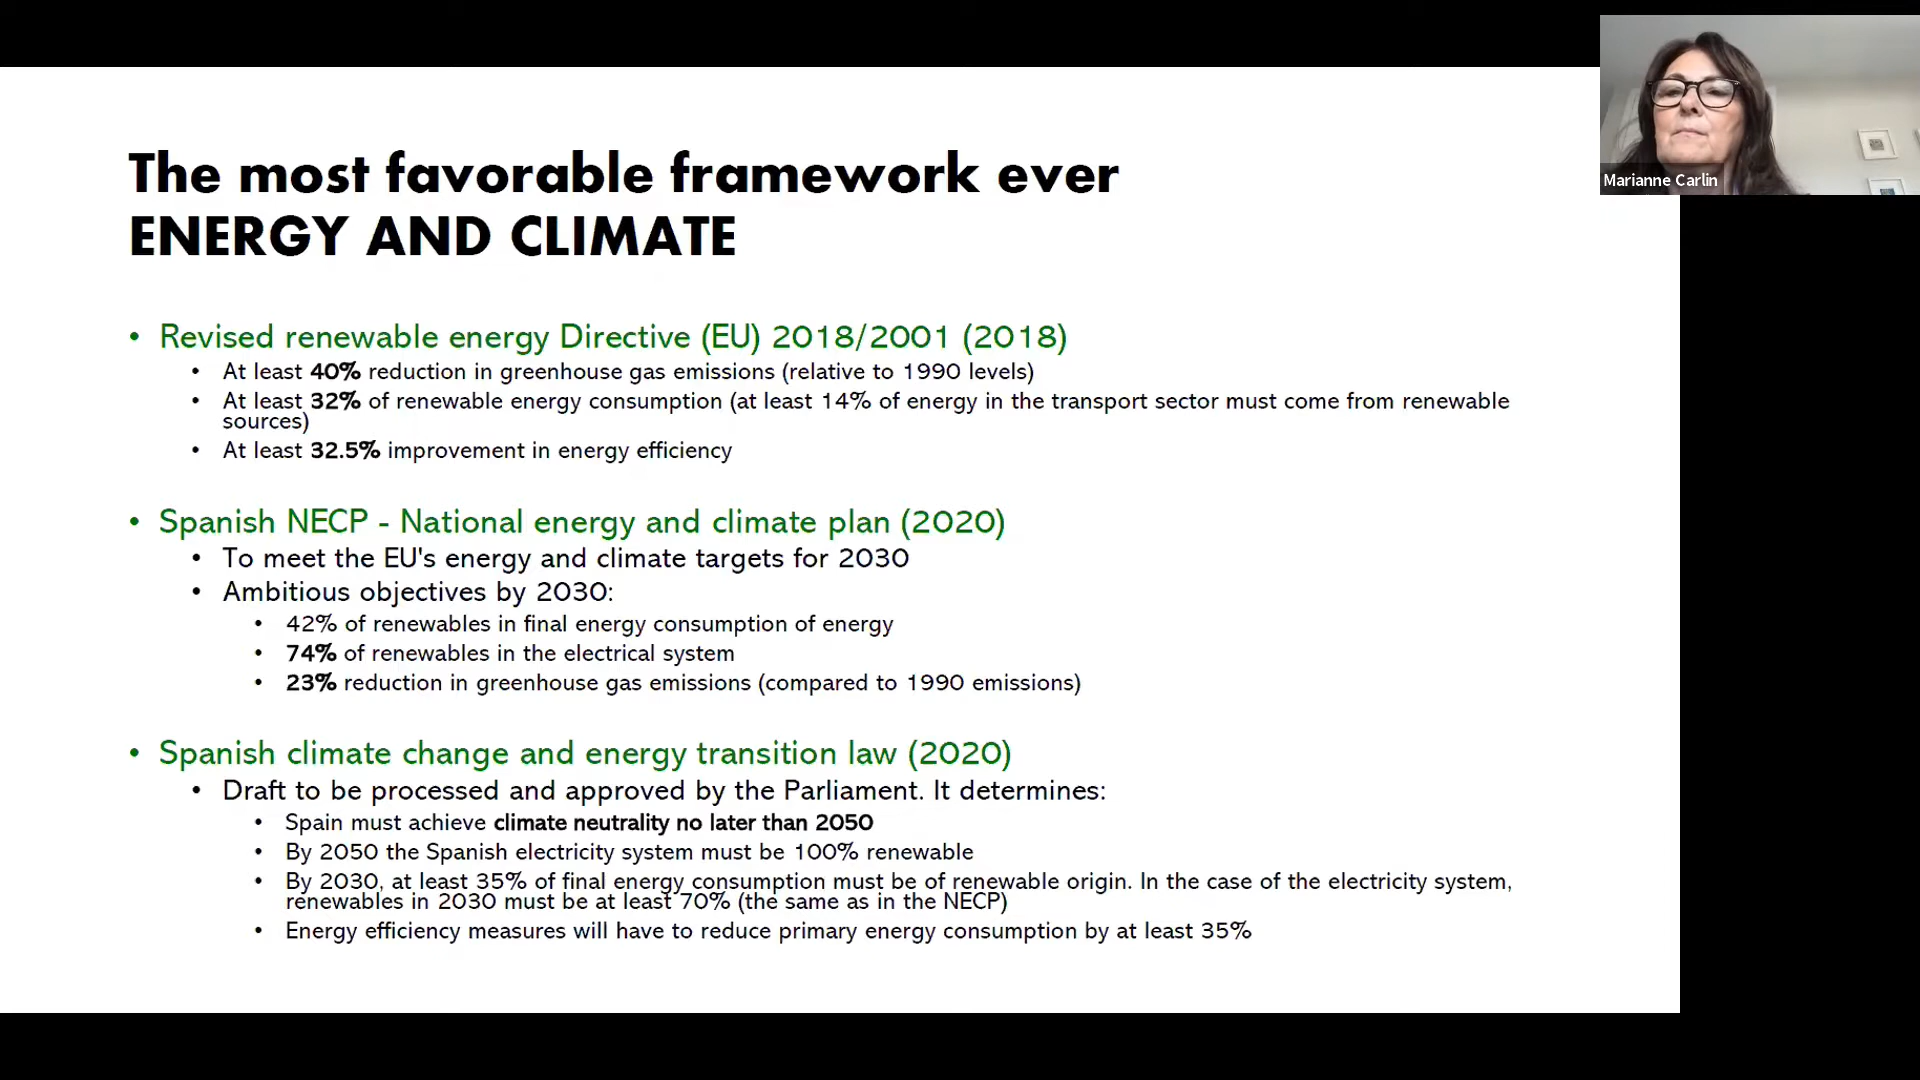 The most favorable framework ever
ENERGY AND CLIMATE
• Revised renewable energy Directive (EU) 2018/2001 (2018)
• At least 40% reduction in greenhouse gas emissions (relative to 1990 levels)
• At least 32% of renewable energy consumption (at least 14% of energy in the transport sector must come from renewable
sources)
• At least 32.5% improvement in energy efficiency
• Spanish NECP - National energy and climate plan (2020)
• To meet the EU's energy and climate targets for 2030
• Ambitious objectives by 2030:
• 42% of renewables in final energy consumption of energy
• 74% of renewables in the electrical system
• 23% reduction in greenhouse gas emissions (compared to 1990 emissions)
• Spanish climate change and energy transition law (2020)
• Draft to be processed and approved by the Parliament. It determines:
• Spain must achieve climate neutrality no later than 2050
• By 2050 the Spanish electricity system must be 100% renewable
• By 2030, at least 35% of final energy consumption must be of renewable origin. In the case of the electricity system,
renewables in 2030 must be at least 70% (the same as in the NECP)
• Energy efficiency measures will have to reduce primary energy consumption by at least 35%
Marianne Carlin